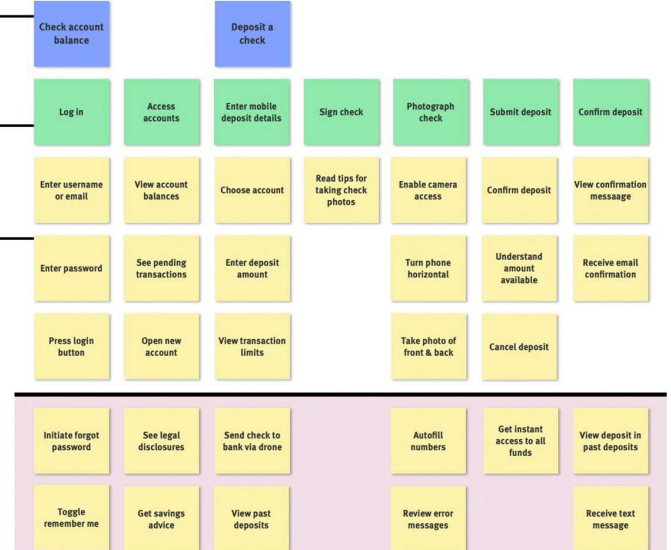 Check account
balance
Deposit a
check
Log in
Access
accounts
Enter mobile
deposit details
Sign check
Photograph
check
Submit deposit
Confirm deposit
Enter username
or email
View account
balances
Choose account
Read tips for
taking check
photos
Enable camera
access
Confirm deposit
View confirmation
messaage
Enter password
See pending
transactions
Enter deposit
amount
Turn phone
horizontal
Understand
amount
available
Receive email
confirmation
Press login
button
Open new
account
View transaction
limits
Take photo of
front & back
Cancel deposit
Initiate forgot
password
See legal
disclosures
Send check to
bank via drone
Autofill
numbers
Get instant
access to all
funds
View deposit in
past deposits
Toggle
remember me
Get savings
advice
View past
deposits
Review error
messages
Receive text
message